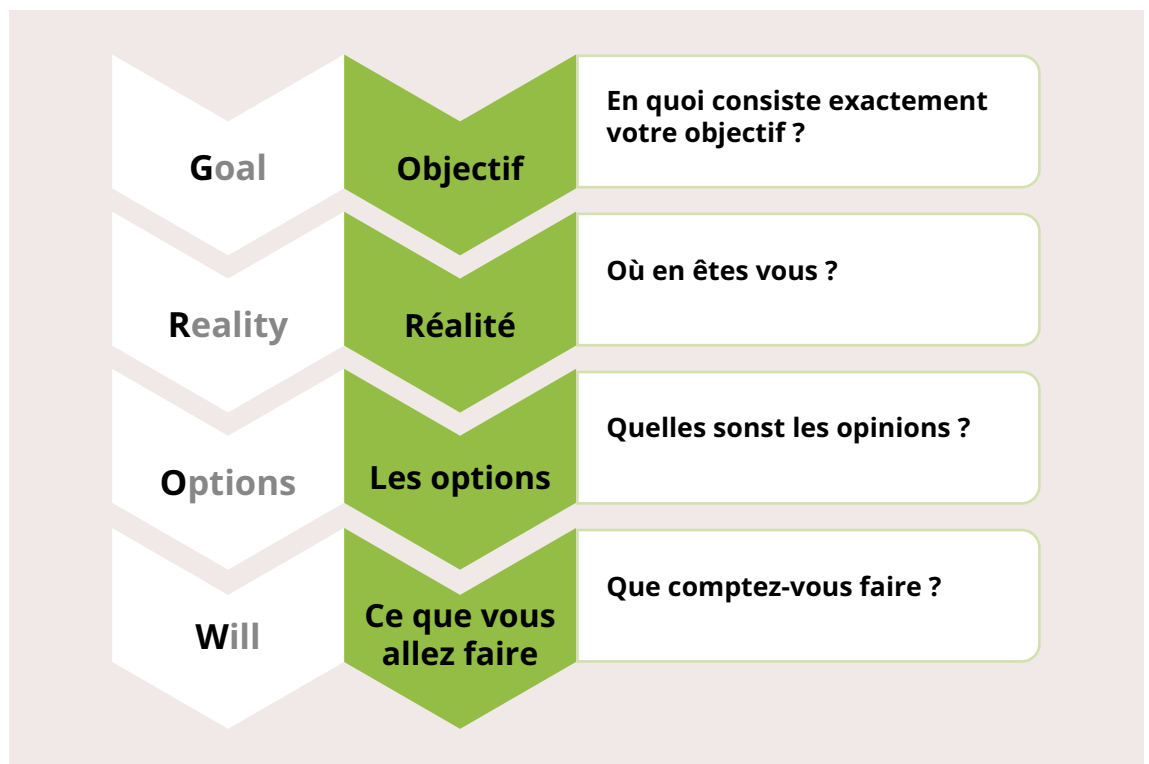 Goal
Objectif
En quoi consiste exactement
votre objectif ?
Reality
Réalité
Où en êtes vous ?
Options
Les options
Quelles sonst les opinions ?
Will
Ce que vous
allez faire
Que comptez-vous faire ?